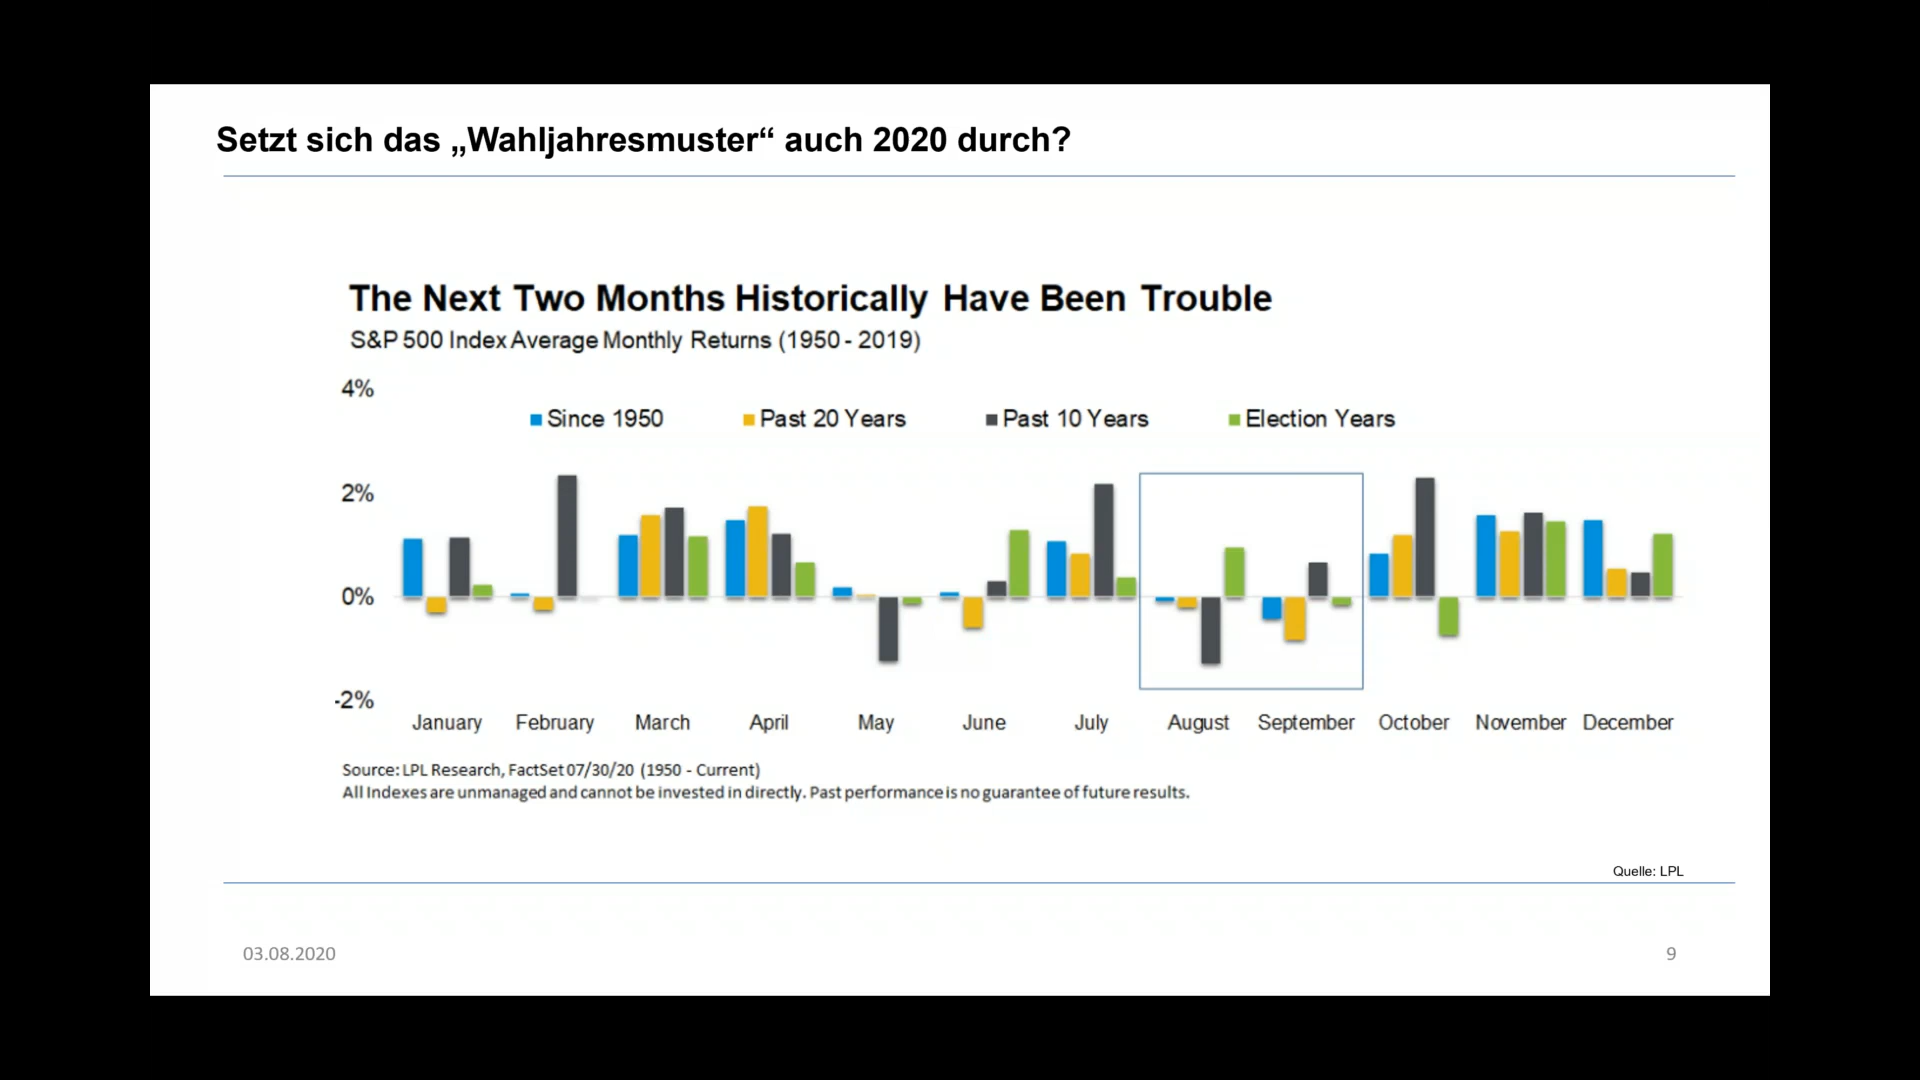 Setzt sich das „Wahljahresmuster“ auch 2020 durch?
The Next Two Months Historically Have Been Trouble
S&P 500 Index Average Monthly Returns (1950 - 2019)
4%
Since 1950 Past 20 Years Past 10 Years Election Years
2%
0%
-2%
January February March April May June July August September October November December
Source: LPL Research, FactSet 07/30/20 (1950 - Current)
All Indexes are unmanaged and cannot be invested in directly. Past performance is no guarantee of future results.
Quelle: LPL
03.08.2020 9